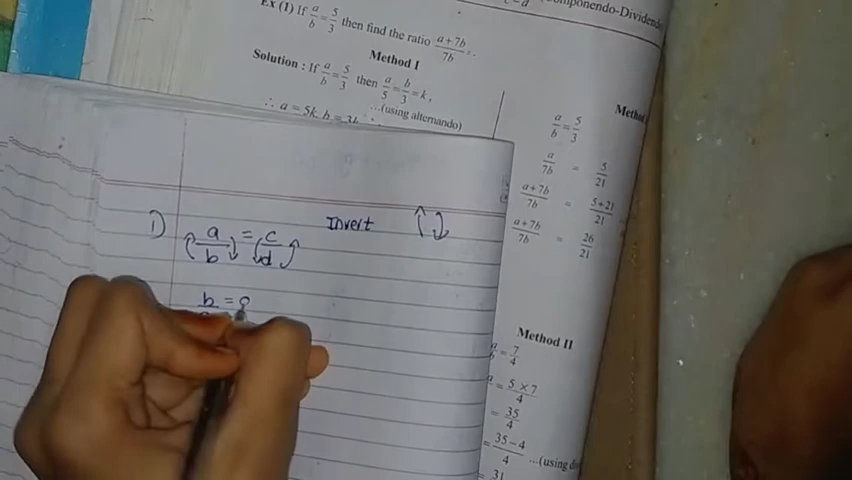 Componendo-Dividendo
Ex (1) If a/b = 5/3 then find the ratio (a + 7b)/7b = .
Method I
Solution : If a/b = 5/3 then a/5 = b/3 = k,
...(using alternando)
∴ a = 5k, b = 3k
Method
a/b = 5/3
a/7b = 5/21
(a + 7b)/7b = (5 + 21)/21
(a + 7b)/7b = 26/21
1) a/b = c/d
Invert
b =
Method II
7/4
= (5 × 7)/4
= 35/4
= (35 - 4)/4 ...(using
31